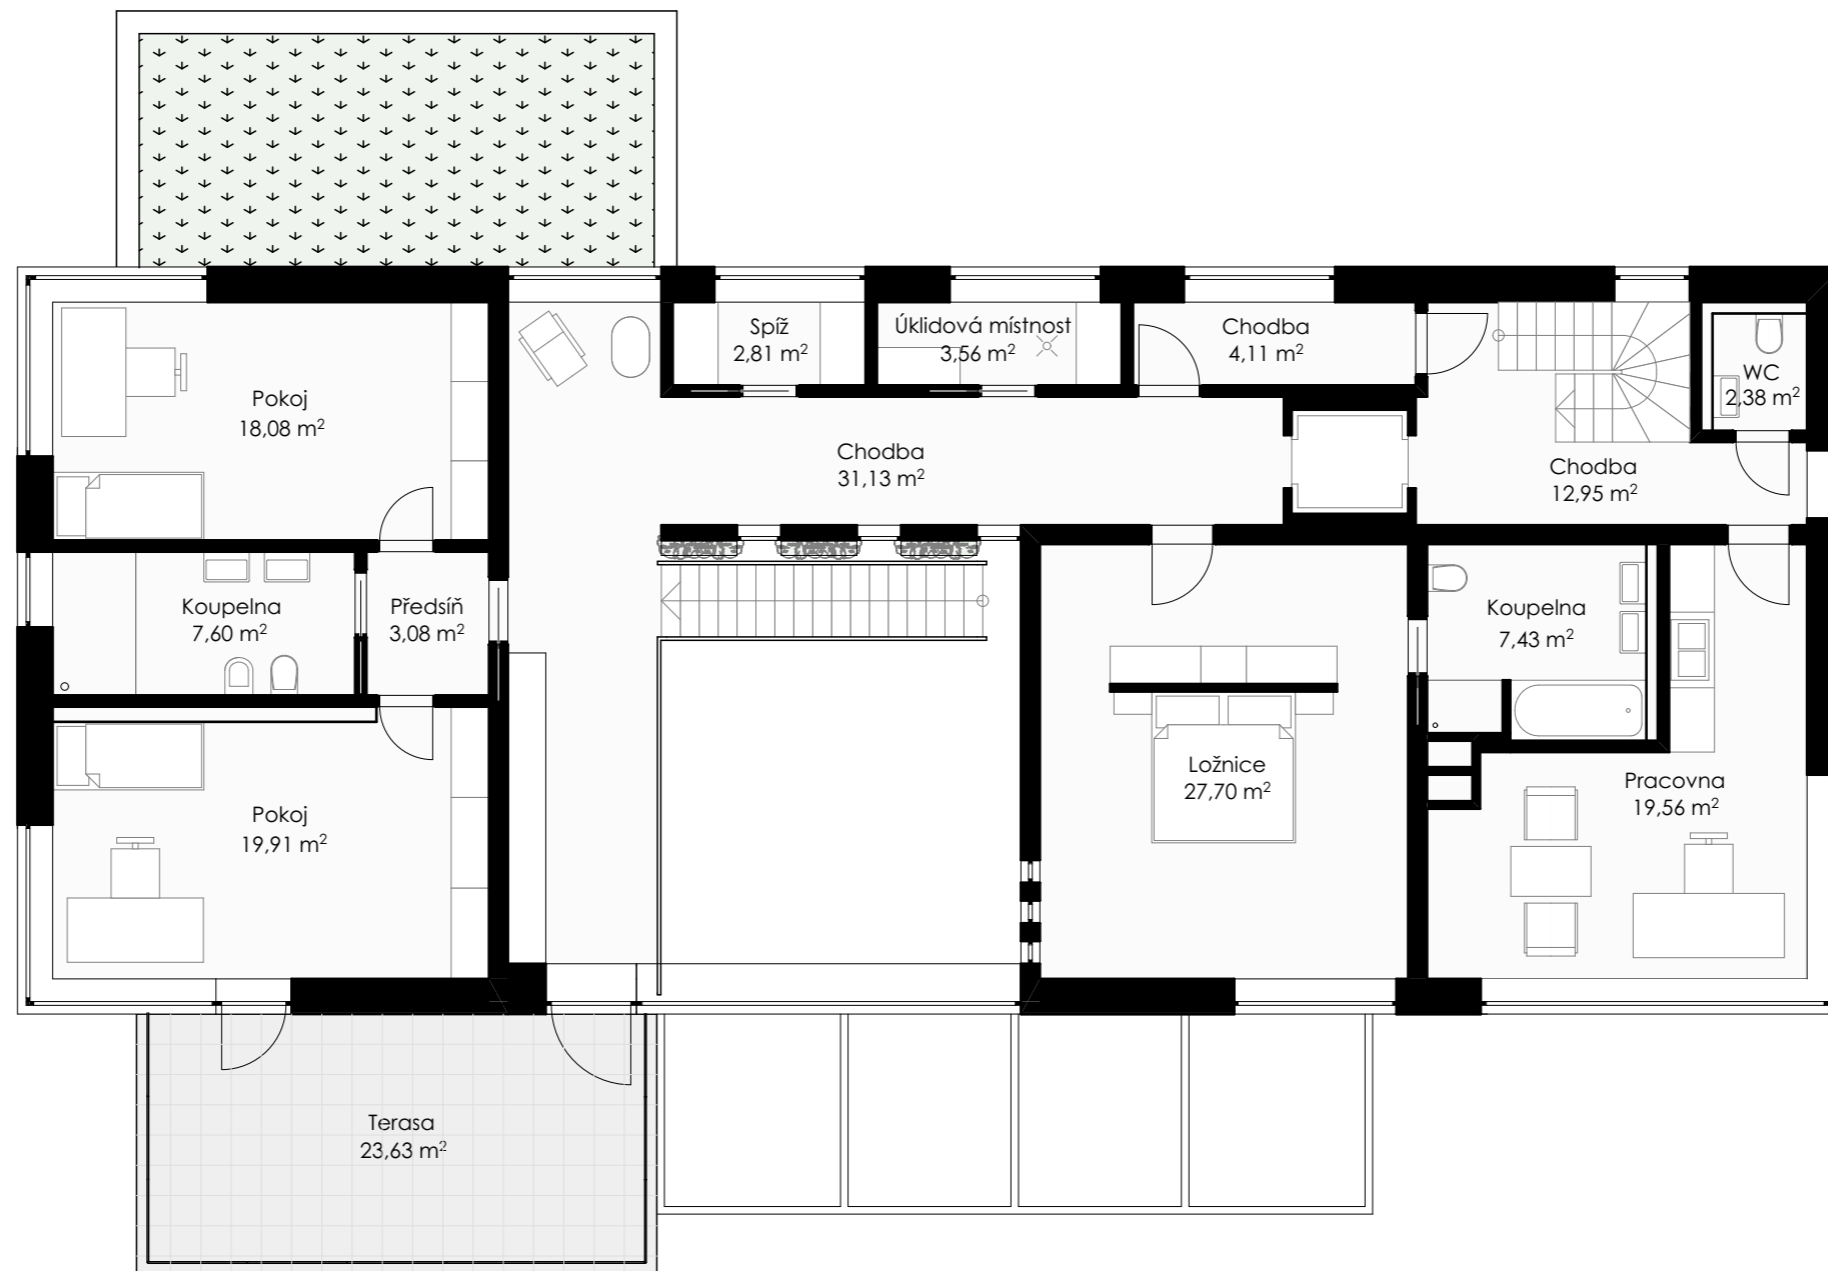 Spíž
2,81 m²
Úklidová místnost
3,56 m²
Chodba
4,11 m²
WC
2,38 m²
Pokoj
18,08 m²
Chodba
31,13 m²
Chodba
12,95 m²
Koupelna
7,60 m²
Předsíň
3,08 m²
Koupelna
7,43 m²
Ložnice
27,70 m²
Pracovna
19,56 m²
Pokoj
19,91 m²
Terasa
23,63 m²